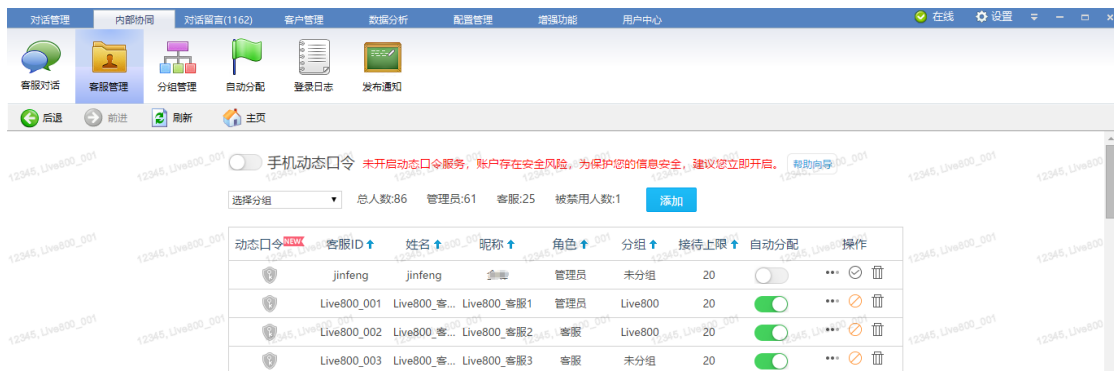 对话管理 内部协同 对话留言(1162) 客户管理 数据分析 配置管理 增强功能 用户中心 在线 设置
客服对话 客服管理 分组管理 自动分配 登录日志 发布通知
后退 前进 刷新 主页
手机动态口令 未开启动态口令服务，账户存在安全风险，为保护您的信息安全，建议您立即开启。 帮助向导
选择分组 总人数:86 管理员:61 客服:25 被禁用人数:1 添加
动态口令 NEW 客服ID 姓名 昵称 角色 分组 接待上限 自动分配 操作
jinfeng jinfeng 管理员 未分组 20
Live800_001 Live800_客... Live800_客服1 管理员 Live800 20
Live800_002 Live800_客... Live800_客服2 客服 Live800 20
Live800_003 Live800_客... Live800_客服3 客服 未分组 20
12345, Live800_001